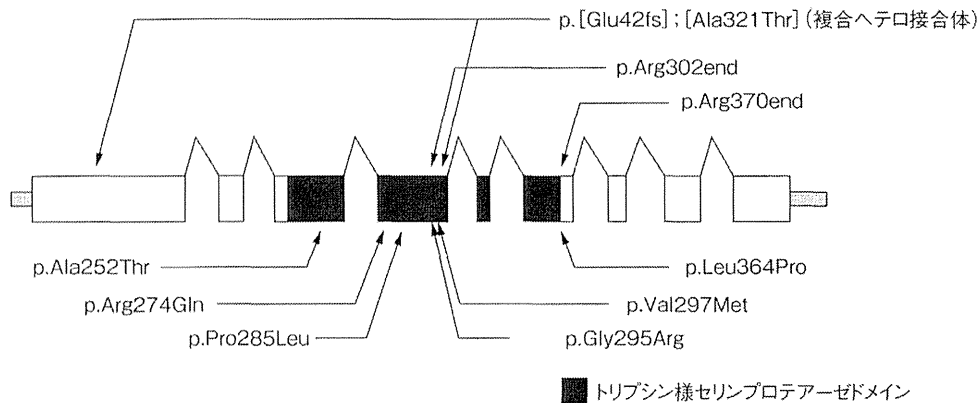 p.[Glu42fs];[Ala321Thr](複合ヘテロ接合体)
p.Arg302end
p.Arg370end
p.Ala252Thr
p.Leu364Pro
p.Arg274Gln
p.Val297Met
p.Pro285Leu
p.Gly295Arg
トリプシン様セリンプロテアーゼドメイン